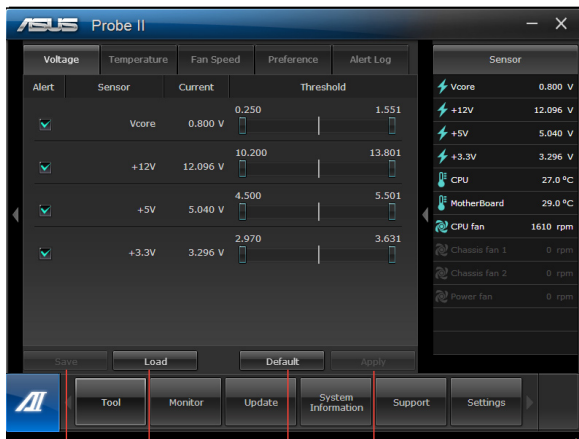 ASUS Probe II
Voltage Temperature Fan Speed Preference Alert Log
Alert Sensor Current Threshold
0.250 1.551
Vcore 0.800 V
10.200 13.801
+12V 12.096 V
4.500 5.501
+5V 5.040 V
2.970 3.631
+3.3V 3.296 V
Save Load Default Apply
Sensor
Vcore 0.800 V
+12V 12.096 V
+5V 5.040 V
+3.3V 3.296 V
CPU 27.0 ºC
MotherBoard 29.0 ºC
CPU fan 1610 rpm
Chassis fan 1 0 rpm
Chassis fan 2 0 rpm
Power fan 0 rpm
AI Tool Monitor Update System Information Support Settings